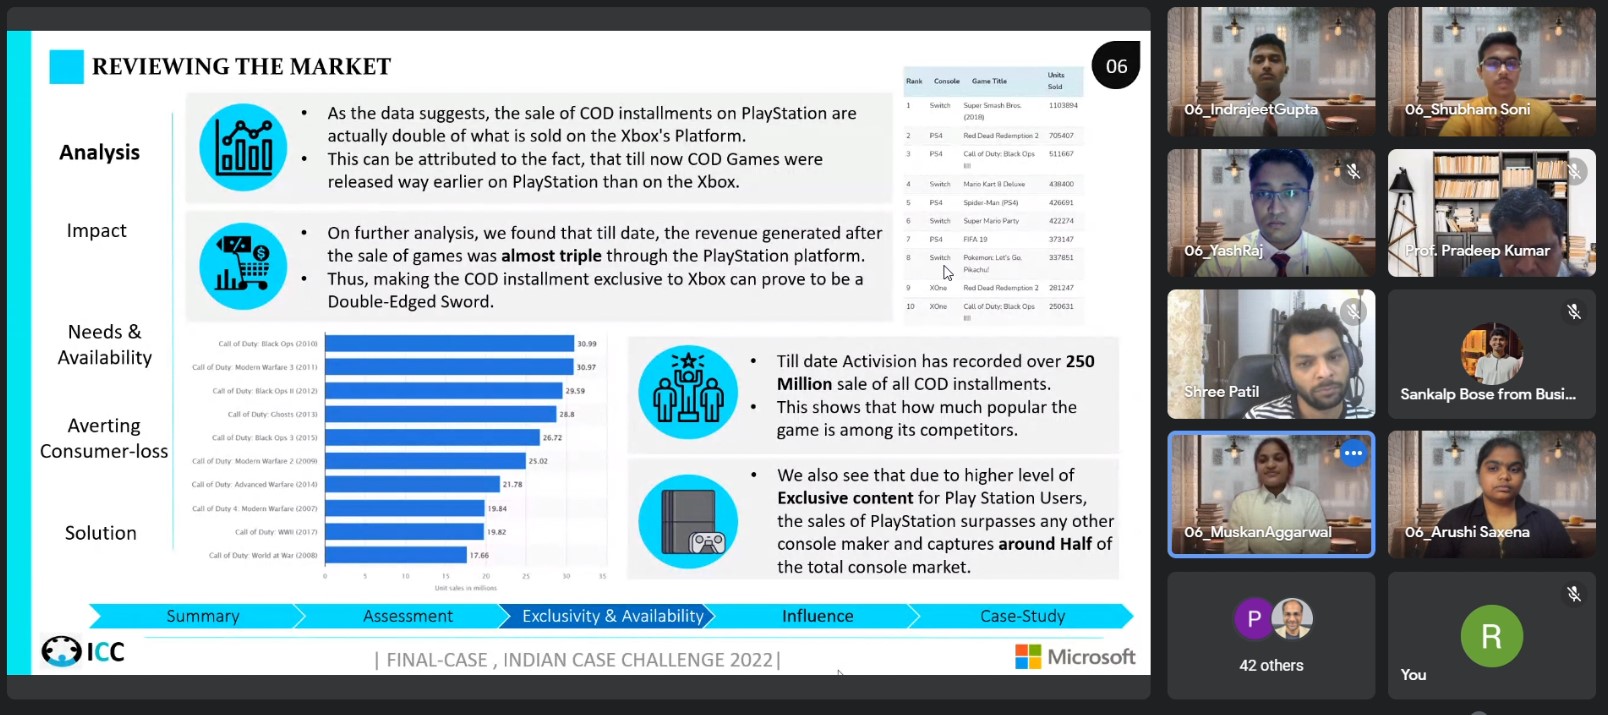 REVIEWING THE MARKET
06
Analysis
Impact
Needs &
Availability
Averting
Consumer-loss
Solution
• As the data suggests, the sale of COD installments on PlayStation are
actually double of what is sold on the Xbox's Platform.
• This can be attributed to the fact, that till now COD Games were
released way earlier on PlayStation than on the Xbox.
• On further analysis, we found that till date, the revenue generated after
the sale of games was almost triple through the PlayStation platform.
• Thus, making the COD installment exclusive to Xbox can prove to be a
Double-Edged Sword.
Rank Console Game Title Units
Sold
1 Switch Super Smash Bros. 1103894
(2018)
2 PS4 Red Dead Redemption 2 705407
3 PS4 Call of Duty: Black Ops 511667
IIII
4 Switch Mario Kart 8 Deluxe 438400
5 PS4 Spider-Man (PS4) 426691
6 Switch Super Mario Party 422274
7 PS4 FIFA 19 373147
8 Switch Pokemon: Let's Go, 337851
Pikachu!
9 XOne Red Dead Redemption 2 281247
10 XOne Call of Duty: Black Ops 250631
IIII
Call of Duty: Black Ops (2010) 30.99
Call of Duty: Modern Warfare 3 (2011) 30.97
Call of Duty: Black Ops II (2012) 29.59
Call of Duty: Ghosts (2013) 28.8
Call of Duty: Black Ops 3 (2015) 26.72
Call of Duty: Modern Warfare 2 (2009) 25.02
Call of Duty: Advanced Warfare (2014) 21.78
Call of Duty 4: Modern Warfare (2007) 19.84
Call of Duty: WWII (2017) 19.82
Call of Duty: World at War (2008) 17.66
0 5 10 15 20 25 30 35
Unit sales in millions
• Till date Activision has recorded over 250
Million sale of all COD installments.
• This shows that how much popular the
game is among its competitors.
• We also see that due to higher level of
Exclusive content for Play Station Users,
the sales of PlayStation surpasses any other
console maker and captures around Half of
the total console market.
Summary Assessment Exclusivity & Availability Influence Case-Study
ICC
| FINAL-CASE , INDIAN CASE CHALLENGE 2022|
Microsoft
06_IndrajeetGupta
06_Shubham Soni
06_YashRaj
Prof. Pradeep Kumar
Shree Patil
Sankalp Bose from Busi...
06_MuskanAggarwal
06_Arushi Saxena
P
42 others
R
You